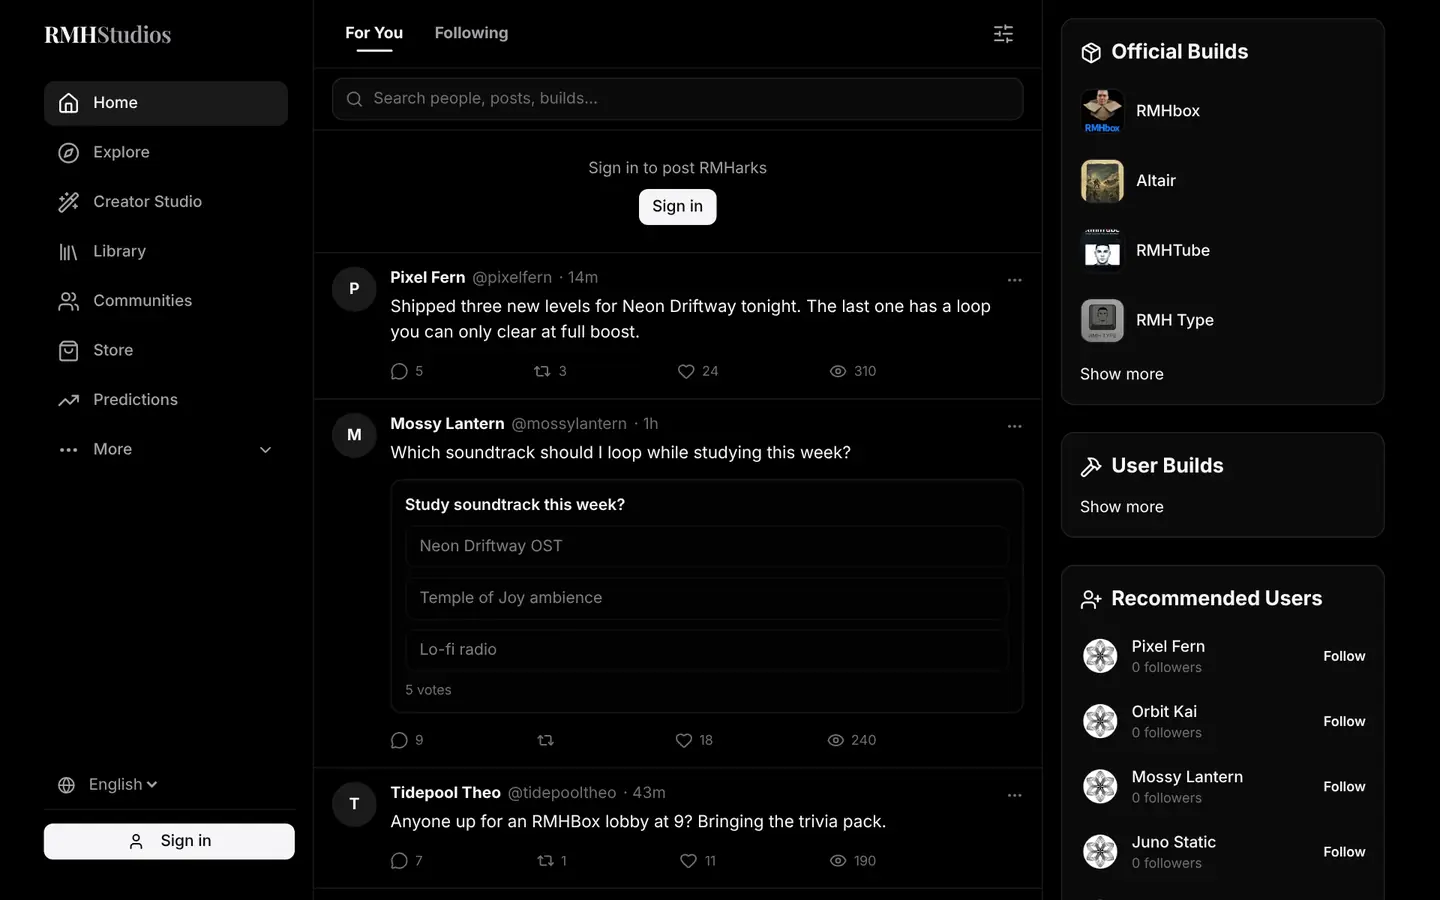 RMHStudios
Home
Explore
Creator Studio
Library
Communities
Store
Predictions
More
English
Sign in
For You
Following
Search people, posts, builds...
Sign in to post RMHarks
Sign in
P
Pixel Fern @pixelfern · 14m
Shipped three new levels for Neon Driftway tonight. The last one has a loop
you can only clear at full boost.
5 3 24 310
M
Mossy Lantern @mossylantern · 1h
Which soundtrack should I loop while studying this week?
Study soundtrack this week?
Neon Driftway OST
Temple of Joy ambience
Lo-fi radio
5 votes
9 18 240
T
Tidepool Theo @tidepooltheo · 43m
Anyone up for an RMHBox lobby at 9? Bringing the trivia pack.
7 1 11 190
Official Builds
RMHbox
RMHbox
Altair
RMHTube
RMH Type
Show more
User Builds
Show more
Recommended Users
Pixel Fern
0 followers
Follow
Orbit Kai
0 followers
Follow
Mossy Lantern
0 followers
Follow
Juno Static
0 followers
Follow